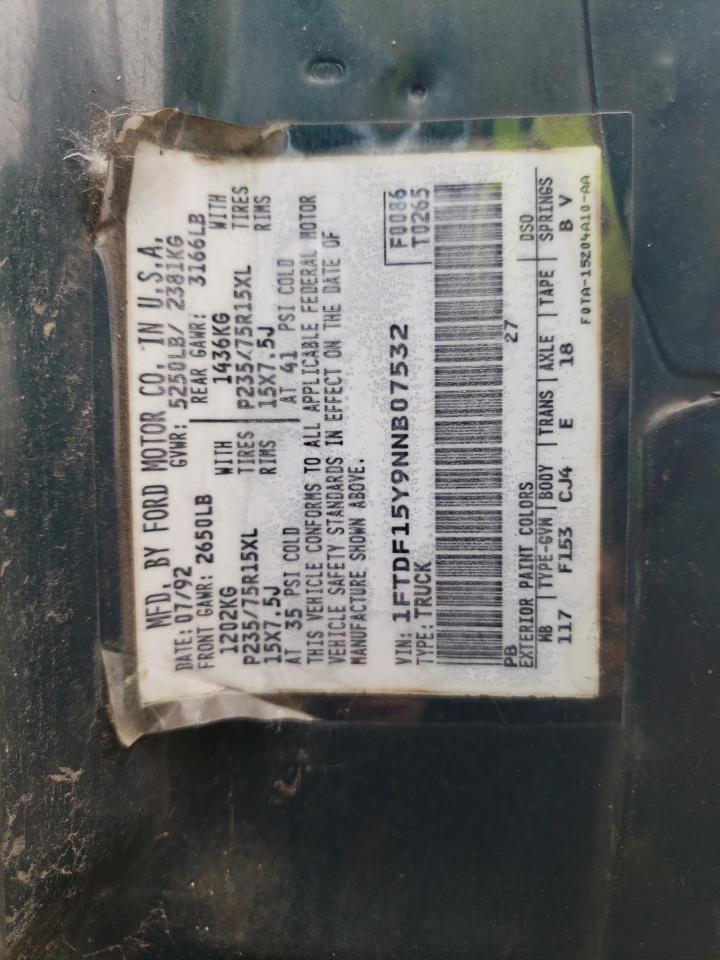 MFD. BY FORD MOTOR CO. IN U.S.A.
DATE: 07/92 GVWR: 5250LB/ 2381KG
FRONT GAWR: 2650LB REAR GAWR: 3166LB
1202KG WITH 1436KG WITH
P235/75R15XL TIRES P235/75R15XL TIRES
15X7.5J RIMS 15X7.5J RIMS
AT 35 PSI COLD AT 41 PSI COLD
THIS VEHICLE CONFORMS TO ALL APPLICABLE FEDERAL MOTOR
VEHICLE SAFETY STANDARDS IN EFFECT ON THE DATE OF
MANUFACTURE SHOWN ABOVE.
F0086
VIN: 1FTDF15Y9NNB07532
TYPE: TRUCK T0265
PB 27
EXTERIOR PAINT COLORS DSO
WB | TYPE-GVW | BODY | TRANS | AXLE | TAPE | SPRINGS
117 F153 CJ4 E 18 B V
F0TA-15204A10-AA